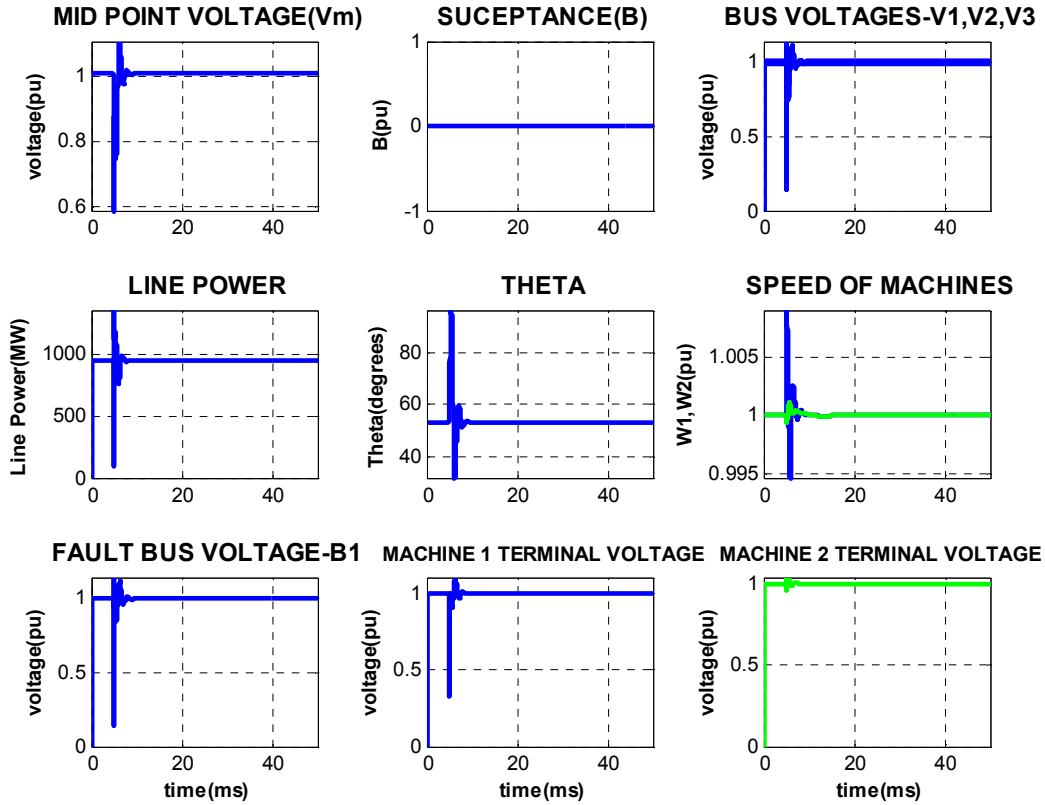 MID POINT VOLTAGE(Vm) SUCEPTANCE(B) BUS VOLTAGES-V1,V2,V3
voltage(pu)
1
0.8
0.6
0 20 40
B(pu)
1
0
-1
0 20 40
voltage(pu)
1
0.5
0
0 20 40
LINE POWER THETA SPEED OF MACHINES
Line Power(MW)
1000
500
0
0 20 40
Theta(degrees)
80
60
40
0 20 40
W1,W2(pu)
1.005
1
0.995
0 20 40
FAULT BUS VOLTAGE-B1 MACHINE 1 TERMINAL VOLTAGE MACHINE 2 TERMINAL VOLTAGE
voltage(pu)
1
0.5
0
0 20 40
time(ms)
voltage(pu)
1
0.5
0
0 20 40
time(ms)
voltage(pu)
1
0.5
0
0 20 40
time(ms)